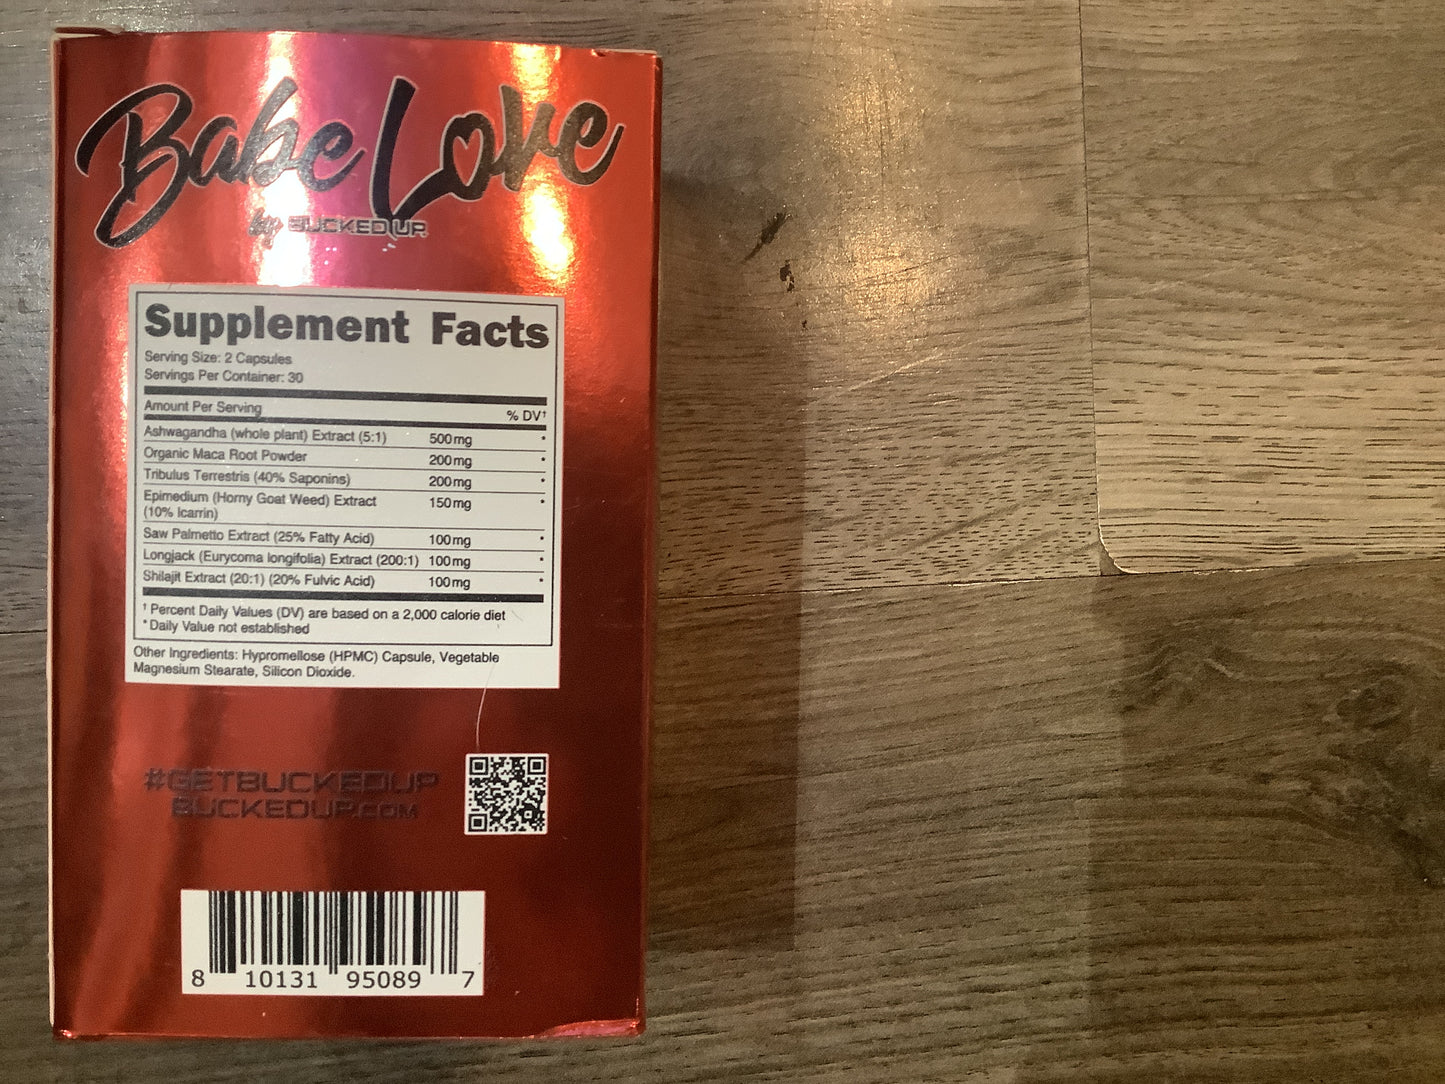 Babe Love
by BUCKED UP
Supplement Facts
Serving Size: 2 Capsules
Servings Per Container: 30
Amount Per Serving
% DV†
Ashwagandha (whole plant) Extract (5:1) 500mg *
Organic Maca Root Powder 200mg *
Tribulus Terrestris (40% Saponins) 200mg *
Epimedium (Horny Goat Weed) Extract 150mg *
(10% Icarrin)
Saw Palmetto Extract (25% Fatty Acid) 100mg *
Longjack (Eurycoma longifolia) Extract (200:1) 100mg *
Shilajit Extract (20:1) (20% Fulvic Acid) 100mg *
† Percent Daily Values (DV) are based on a 2,000 calorie diet
* Daily Value not established
Other Ingredients: Hypromellose (HPMC) Capsule, Vegetable
Magnesium Stearate, Silicon Dioxide.
#GETBUCKEDUP
BUCKEDUP.COM
8 10131 95089 7